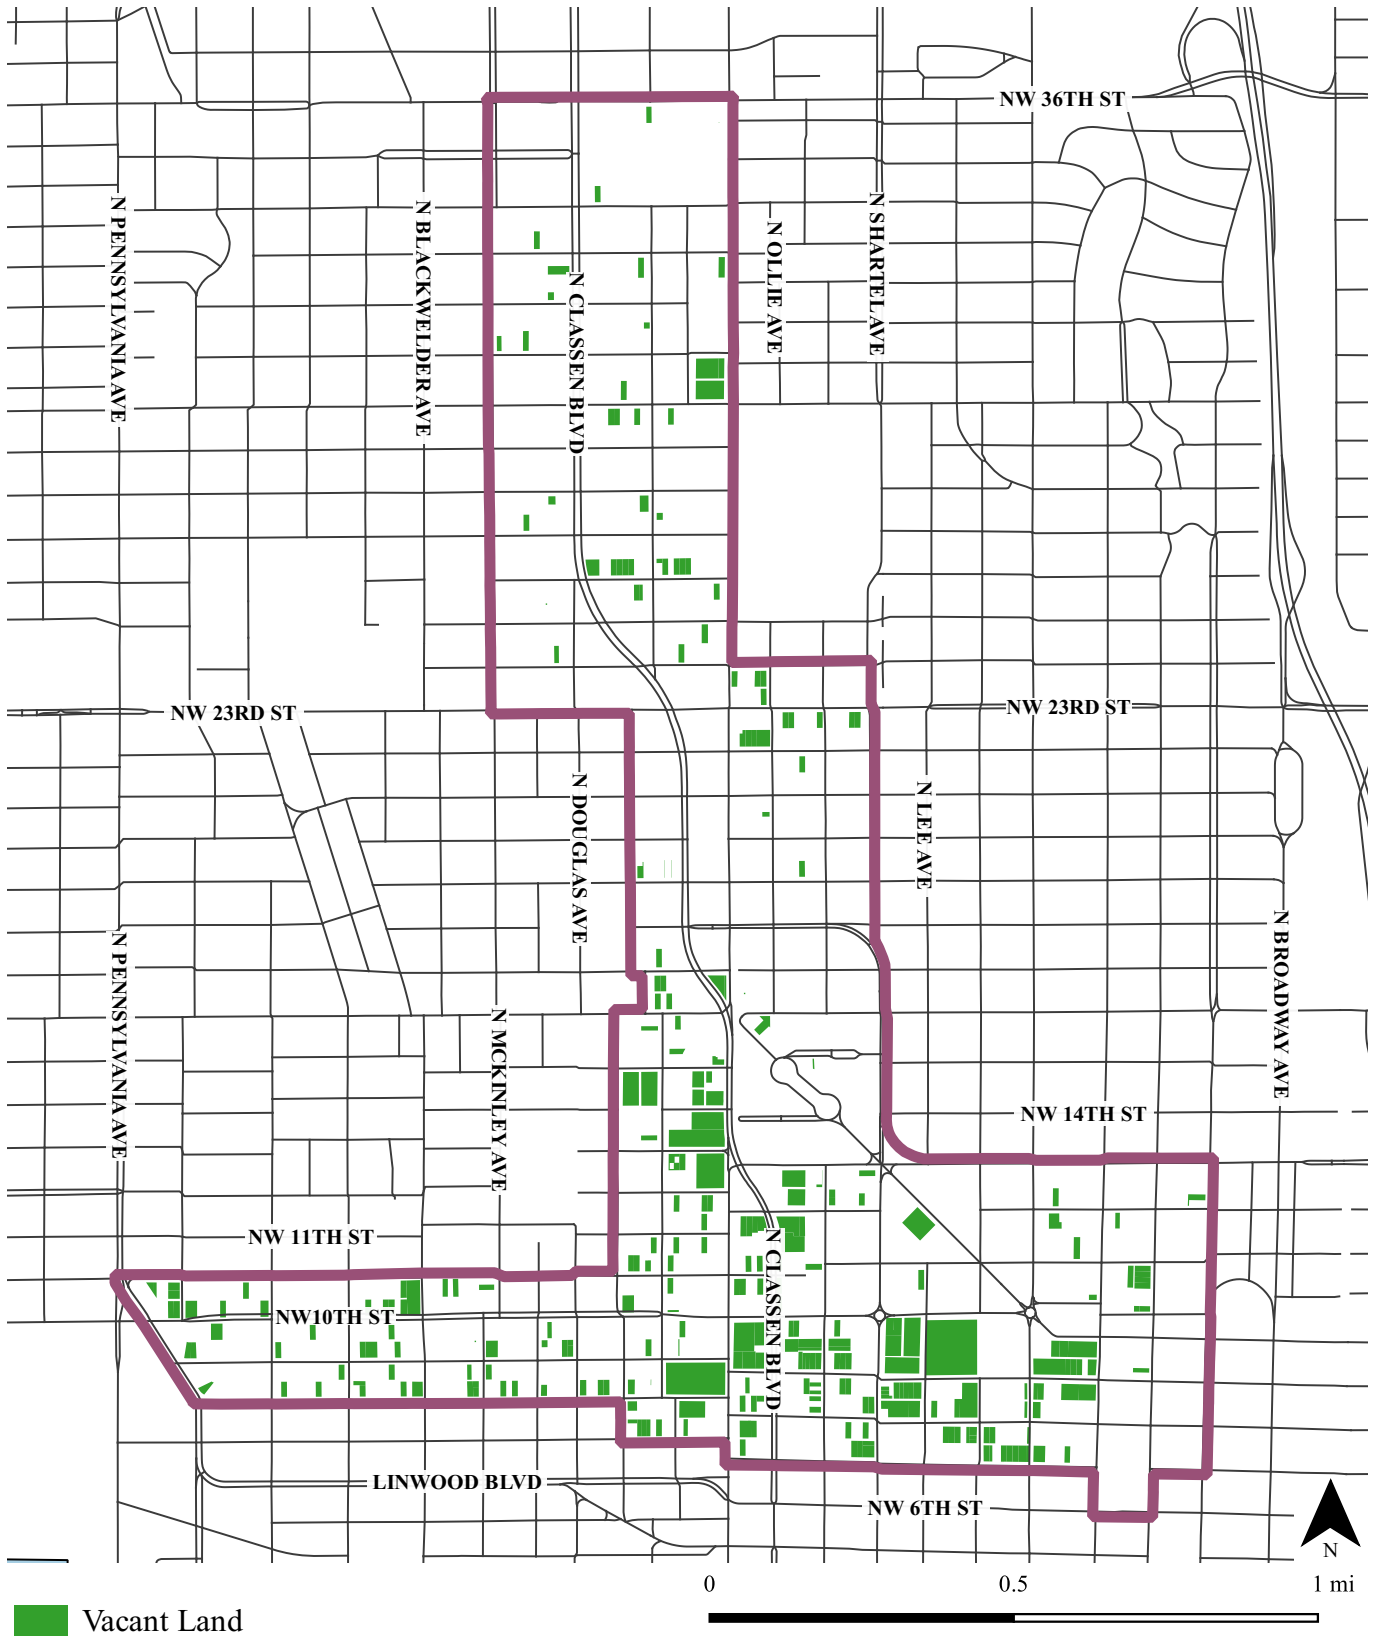 NW 36TH ST
N PENNSYLVANIA AVE
N BLACKWELDER AVE
N CLASSEN BLVD
N OLLIE AVE
N SHARTEL AVE
NW 23RD ST
NW 23RD ST
N DOUGLAS AVE
N LEE AVE
N PENNSYLVANIA AVE
N MCKINLEY AVE
N BROADWAY AVE
NW 14TH ST
NW 11TH ST
N CLASSEN BLVD
NW10TH ST
LINWOOD BLVD
NW 6TH ST
N
0 0.5 1 mi
Vacant Land